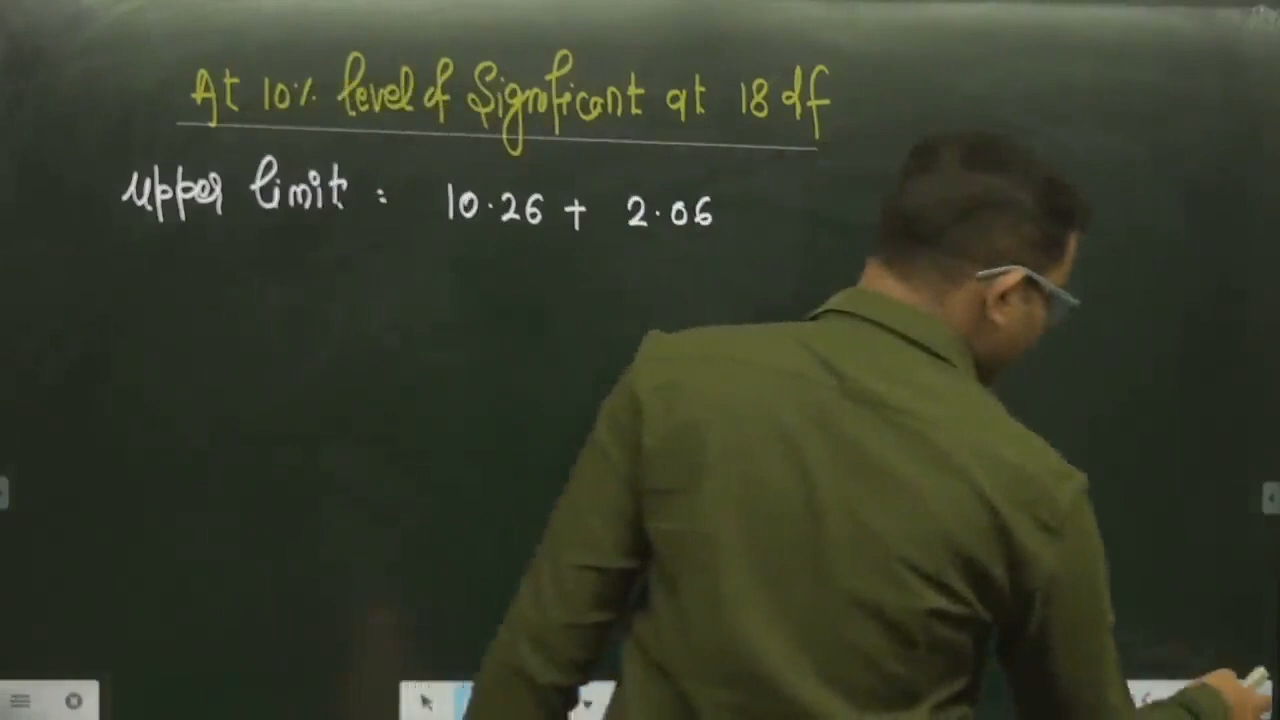 At 10% level of Significant at 18 df
Upper limit : 10.26 + 2.06